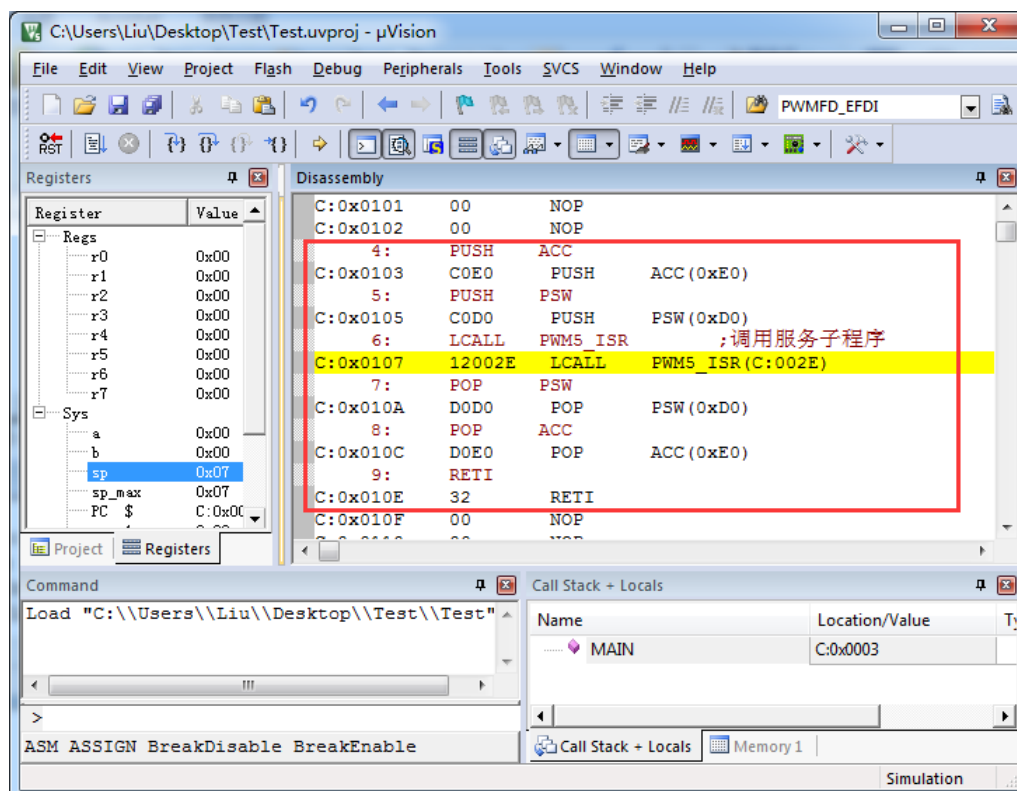 C:\Users\Liu\Desktop\Test\Test.uvproj - µVision
File Edit View Project Flash Debug Peripherals Tools SVCS Window Help
PWMFD_EFDI
RST
Registers
Register Value
Regs
r0 0x00
r1 0x00
r2 0x00
r3 0x00
r4 0x00
r5 0x00
r6 0x00
r7 0x00
Sys
a 0x00
b 0x00
sp 0x07
sp_max 0x07
PC $ C:0x00
Project Registers
Disassembly
C:0x0101 00 NOP
C:0x0102 00 NOP
4: PUSH ACC
C:0x0103 C0E0 PUSH ACC(0xE0)
5: PUSH PSW
C:0x0105 C0D0 PUSH PSW(0xD0)
6: LCALL PWM5_ISR ;调用服务子程序
C:0x0107 12002E LCALL PWM5_ISR(C:002E)
7: POP PSW
C:0x010A D0D0 POP PSW(0xD0)
8: POP ACC
C:0x010C D0E0 POP ACC(0xE0)
9: RETI
C:0x010E 32 RETI
C:0x010F 00 NOP
Command
Load "C:\\Users\\Liu\\Desktop\\Test\\Test"
>
ASM ASSIGN BreakDisable BreakEnable
Call Stack + Locals
Name Location/Value
MAIN C:0x0003
Call Stack + Locals Memory 1
Simulation